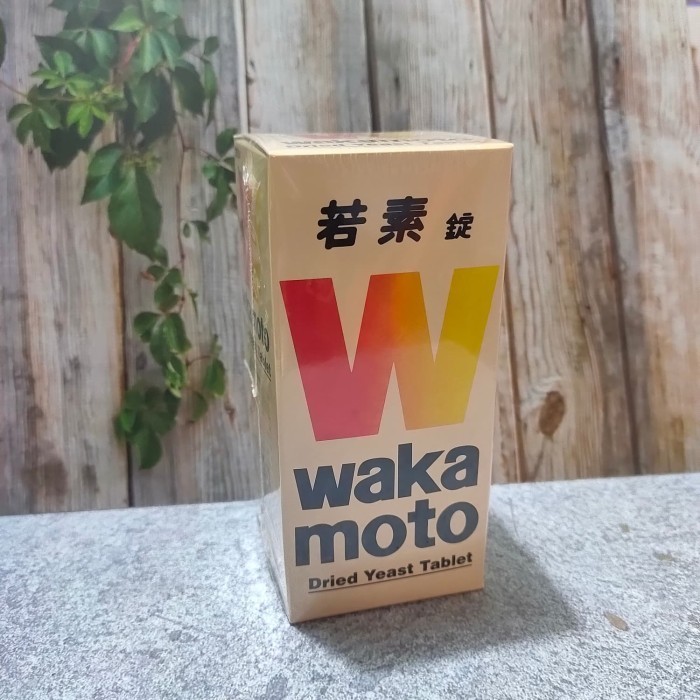 若素 錠
W
waka
moto
Dried Yeast Tablet